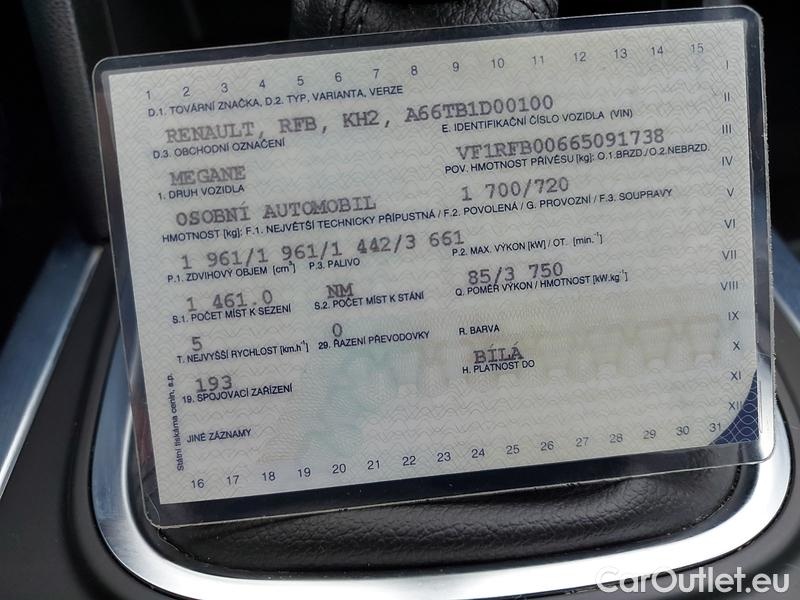 1 2 3 4 5 6 7 8 9 10 11 12 13 14 15
D.1. TOVÁRNÍ ZNAČKA, D.2. TYP, VARIANTA, VERZE
RENAULT, RFB, KH2, A66TB1D00100
D.3. OBCHODNÍ OZNAČENÍ
E. IDENTIFIKAČNÍ ČÍSLO VOZIDLA (VIN)
MEGANE
VF1RFB00665091738
1. DRUH VOZIDLA
POV. HMOTNOST PŘÍVĚSU [kg]: O.1.BRZD./O.2.NEBRZD.
OSOBNÍ AUTOMOBIL
1 700/720
HMOTNOST [kg]: F.1. NEJVĚTŠÍ TECHNICKY PŘÍPUSTNÁ / F.2. POVOLENÁ / G. PROVOZNÍ / F.3. SOUPRAVY
1 961/1 961/1 442/3 661
P.1. ZDVIHOVÝ OBJEM [cm³]
P.3. PALIVO
P.2. MAX. VÝKON [kW] / OT. [min.⁻¹]
1 461.0
NM
85/3 750
S.1. POČET MÍST K SEZENÍ
S.2. POČET MÍST K STÁNÍ
Q. POMĚR VÝKON / HMOTNOST [kW.kg⁻¹]
5
0
T. NEJVYŠŠÍ RYCHLOST [km.h⁻¹]
29. ŘAZENÍ PŘEVODOVKY
R. BARVA
193
BÍLÁ
19. SPOJOVACÍ ZAŘÍZENÍ
H. PLATNOST DO
JINÉ ZÁZNAMY
16 17 18 19 20 21 22 23 24 25 26 27 28 29 30 31
I
II
III
IV
V
VI
VII
VIII
IX
X
XI
XII
Státní tiskárna cenin, s.p.
CarOutlet.eu